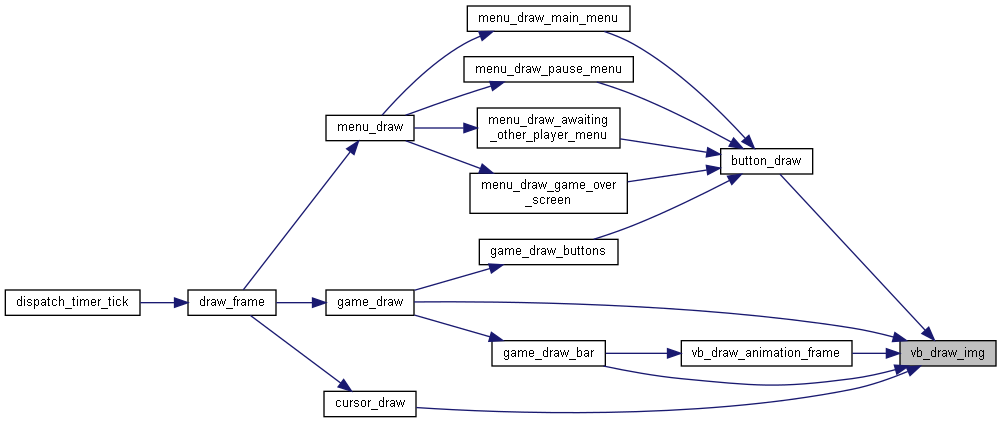 menu_draw_main_menu
menu_draw_pause_menu
menu_draw
menu_draw_awaiting
_other_player_menu
button_draw
menu_draw_game_over
_screen
game_draw_buttons
dispatch_timer_tick
draw_frame
game_draw
game_draw_bar
vb_draw_animation_frame
vb_draw_img
cursor_draw